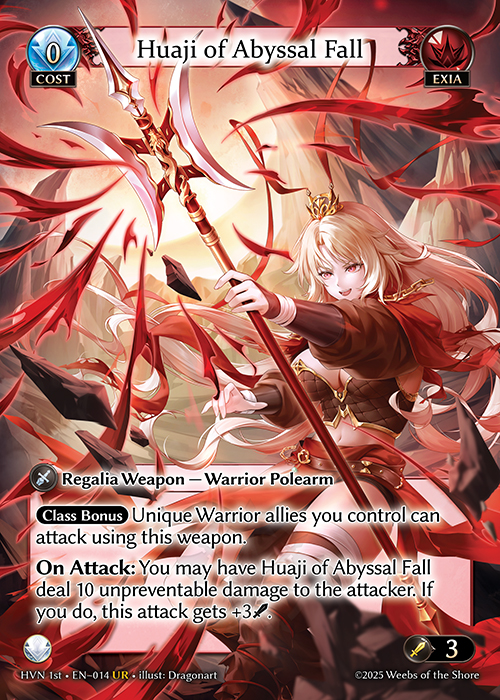 0
Huaji of Abyssal Fall
COST
EXIA
Regalia Weapon — Warrior Polearm
Class Bonus Unique Warrior allies you control can
attack using this weapon.
On Attack: You may have Huaji of Abyssal Fall
deal 10 unpreventable damage to the attacker. If
you do, this attack gets +3.
3
HVN 1st • EN-014 UR • illust: Dragonart
©2025 Weebs of the Shore